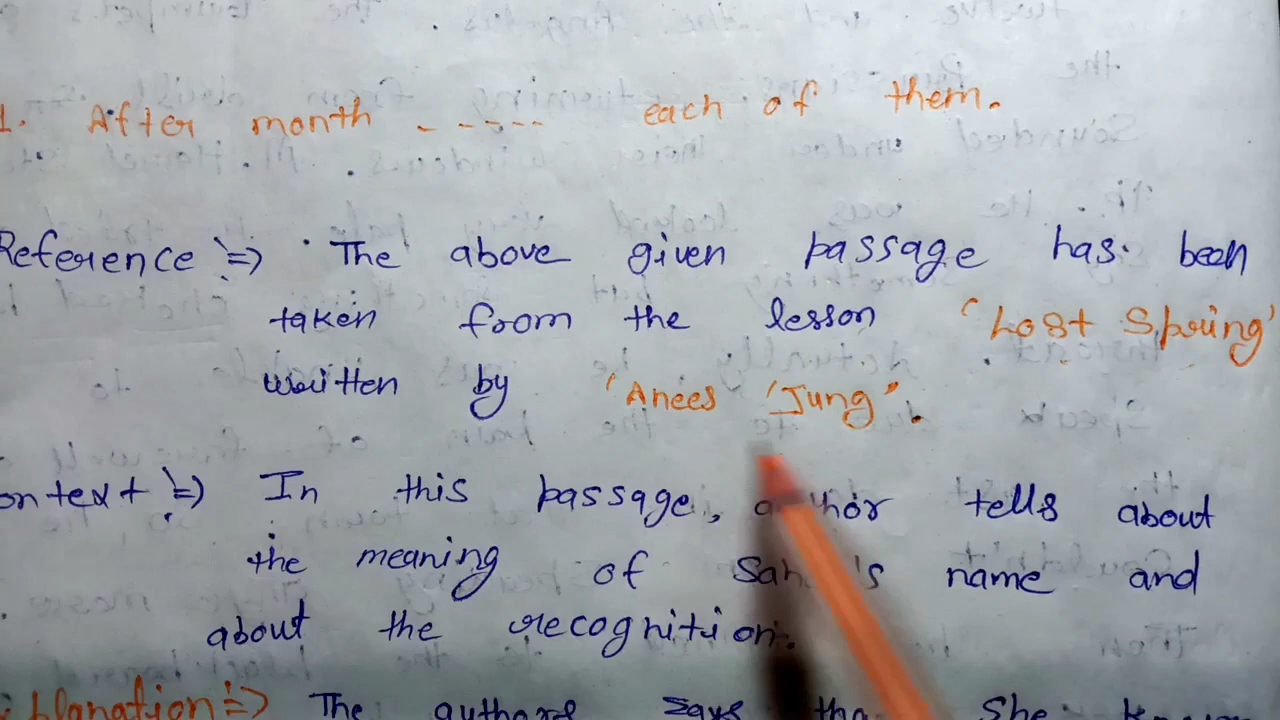 1. After month ----- each of them.
Reference => The above given passage has been
taken from the lesson 'Lost Spring'
written by 'Anees 'Jung".
ontext => In this passage, author tells about
the meaning of name and
about the recognition.
planation => The authors says She